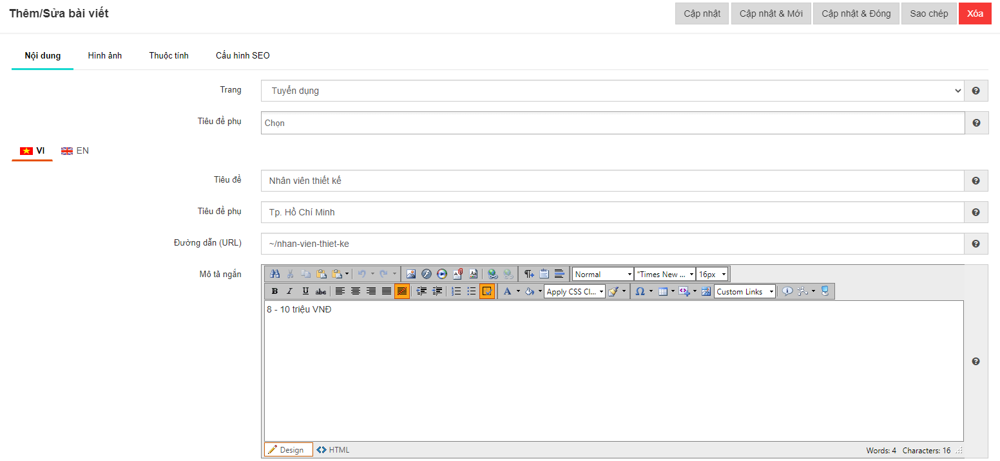 Thêm/Sửa bài viết
Cập nhật Cập nhật & Mới Cập nhật & Đóng Sao chép Xóa
Nội dung Hình ảnh Thuộc tính Cấu hình SEO
Trang Tuyển dụng
Tiêu đề phụ Chọn
VI EN
Tiêu đề Nhân viên thiết kế
Tiêu đề phụ Tp. Hồ Chí Minh
Đường dẫn (URL) ~/nhan-vien-thiet-ke
Mô tả ngắn
Normal "Times New ... 16px
B I U abc A Apply CSS Cl... Ω Custom Links
8 - 10 triệu VNĐ
Design HTML Words: 4 Characters: 16